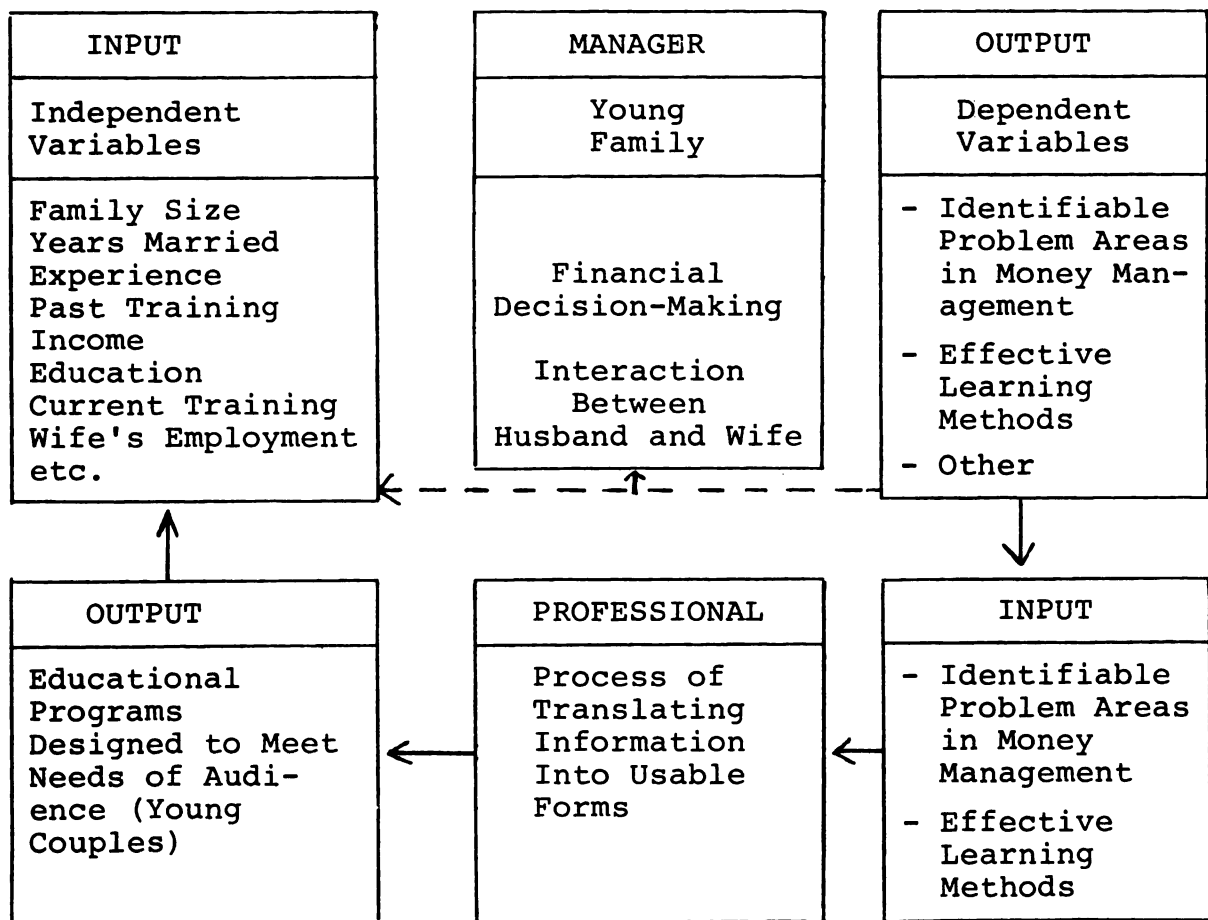 INPUT
Independent
Variables
Family Size
Years Married
Experience
Past Training
Income
Education
Current Training
Wife's Employment
etc.
MANAGER
Young
Family
Financial
Decision-Making
Interaction
Between
Husband and Wife
OUTPUT
Dependent
Variables
- Identifiable
Problem Areas
in Money Man-
agement
- Effective
Learning
Methods
- Other
OUTPUT
Educational
Programs
Designed to Meet
Needs of Audi-
ence (Young
Couples)
PROFESSIONAL
Process of
Translating
Information
Into Usable
Forms
INPUT
- Identifiable
Problem Areas
in Money
Management
- Effective
Learning
Methods